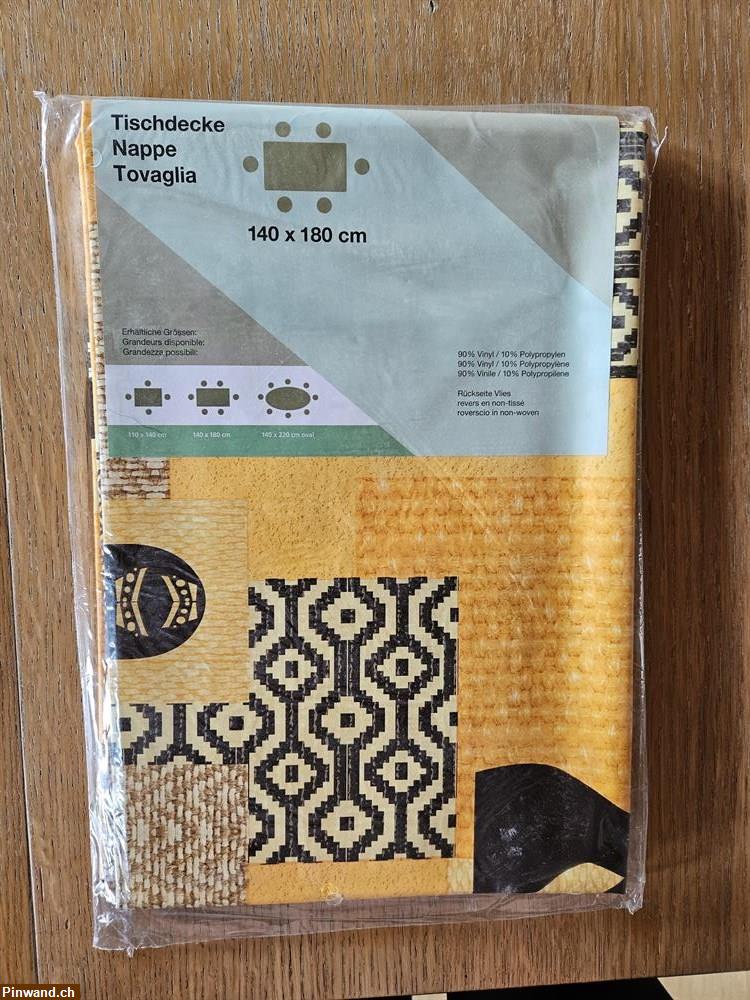 Tischdecke
Nappe
Tovaglia
140 x 180 cm
Erhältliche Grössen:
Grandeurs disponible:
Grandezza possibili:
110 x 140 cm
140 x 180 cm
140 x 220 cm oval
90% Vinyl / 10% Polypropylen
90% Vinyl / 10% Polypropylène
90% Vinile / 10% Polipropilene
Rückseite Vlies
revers en non-tissé
roverscio in non-woven
Pinwand.ch